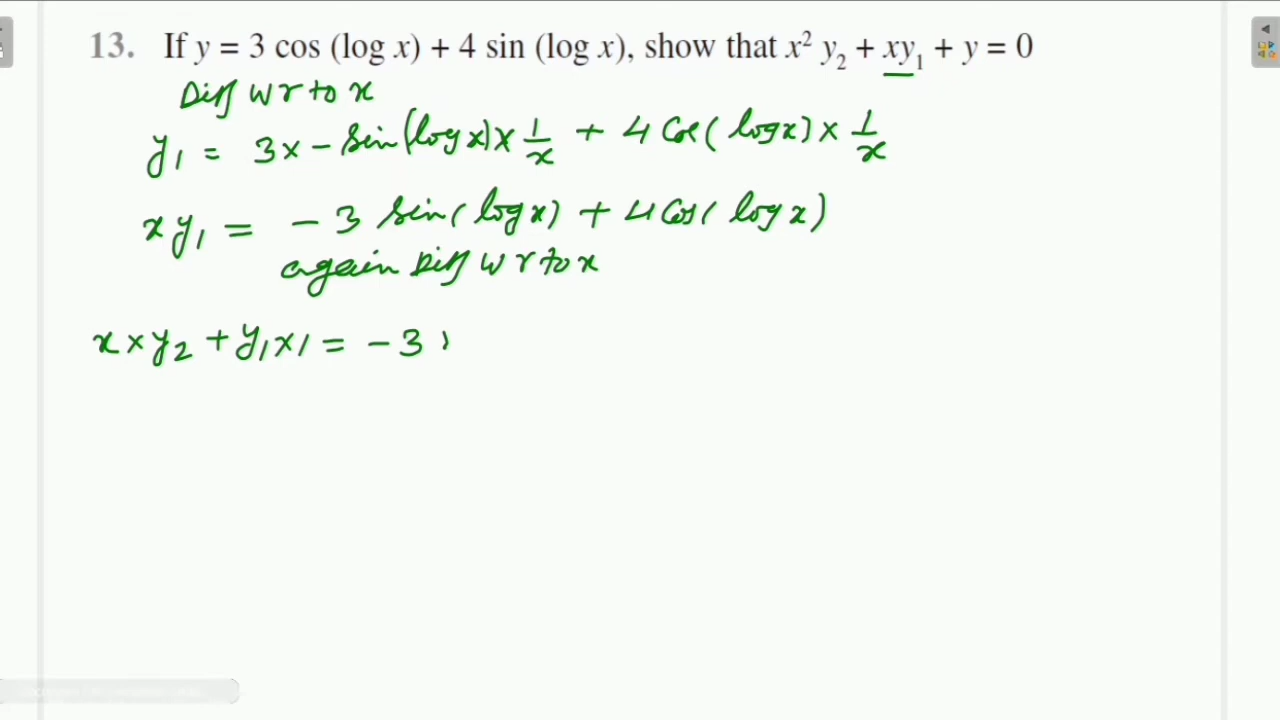 13. If y = 3 cos (log x) + 4 sin (log x), show that x² y₂ + xy₁ + y = 0
Diff w r to x
y₁ = 3 x - sin(log x) x 1/x + 4 cos(log x) x 1/x
x y₁ = - 3 sin(log x) + 4 cos(log x)
again Diff w r to x
x × y₂ + y₁ × 1 = - 3